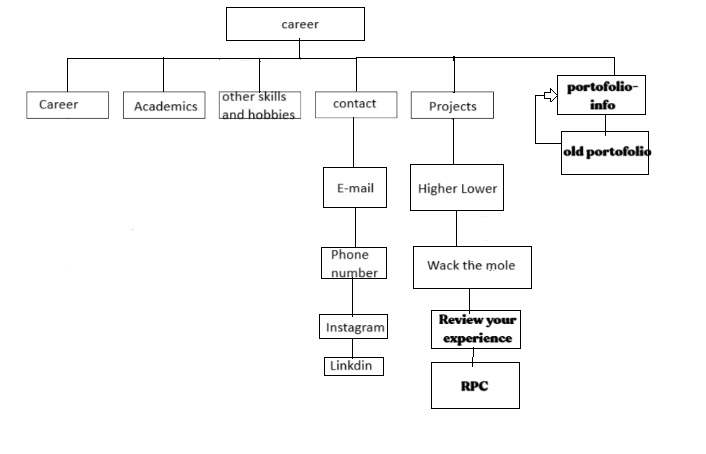 career
Career
Academics
other skills
and hobbies
contact
Projects
portofolio-
info
old portofolio
E-mail
Higher Lower
Phone
number
Wack the mole
Instagram
Review your
experience
Linkdin
RPC